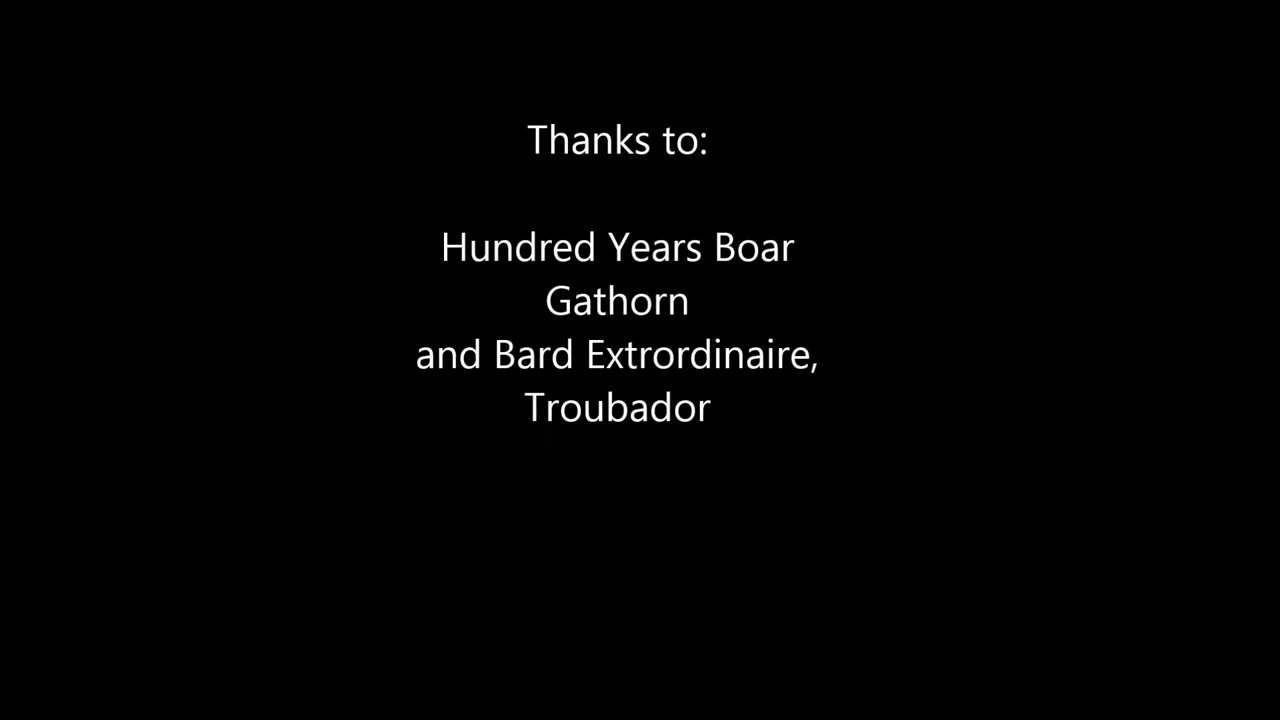 Thanks to:
Hundred Years Boar
Gathorn
and Bard Extrordinaire,
Troubador